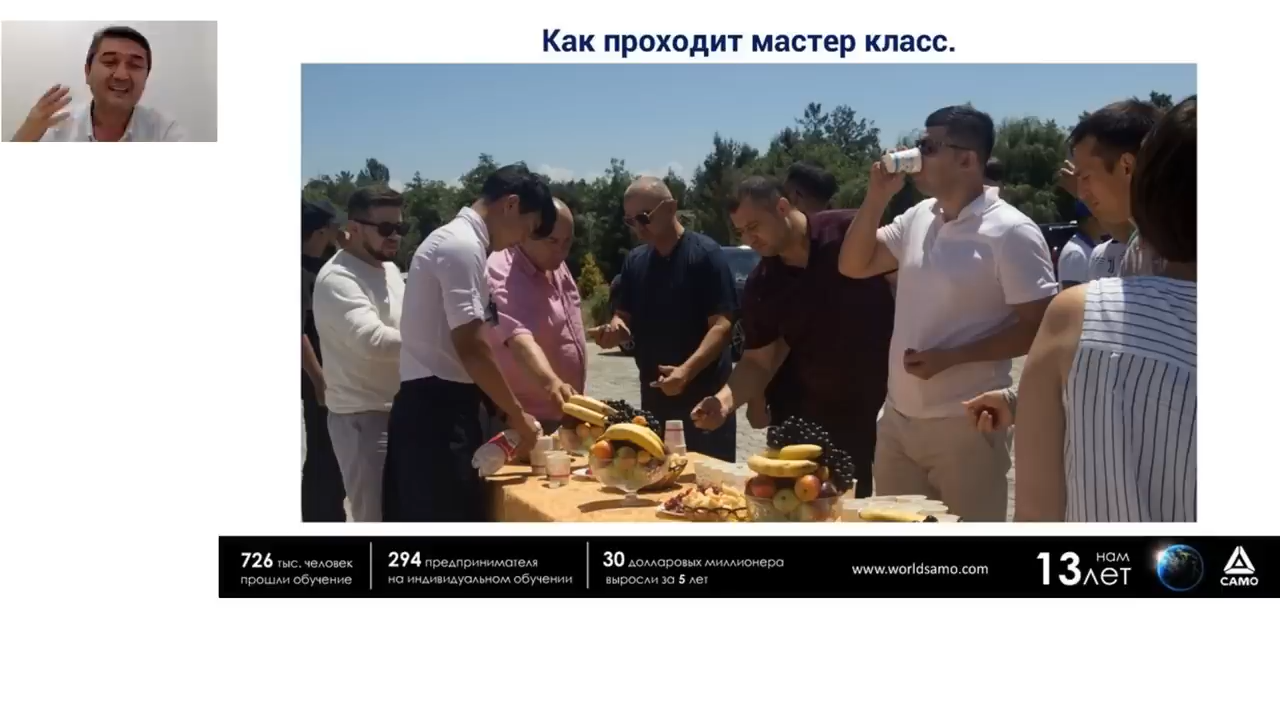 Как проходит мастер класс.
726 тыс. человек
прошли обучение
294 предпринимателя
на индивидуальном обучении
30 долларовых миллионера
выросли за 5 лет
www.worldsamo.com
13 нам
лет
САМО